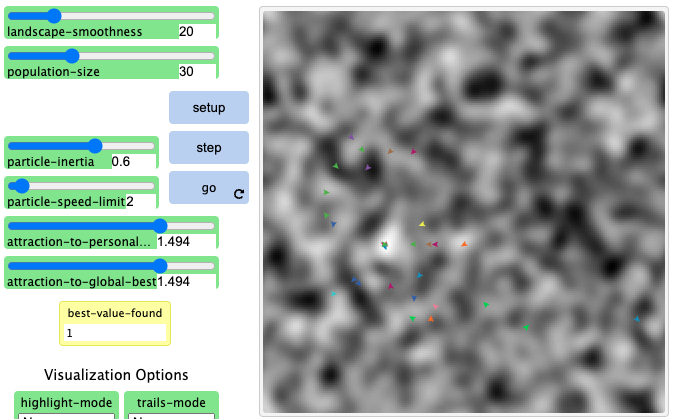 landscape-smoothness 20
population-size 30
setup
step
particle-inertia 0.6
go
particle-speed-limit 2
attraction-to-personal... 1.494
attraction-to-global-best 1.494
best-value-found
1
Visualization Options
highlight-mode
trails-mode